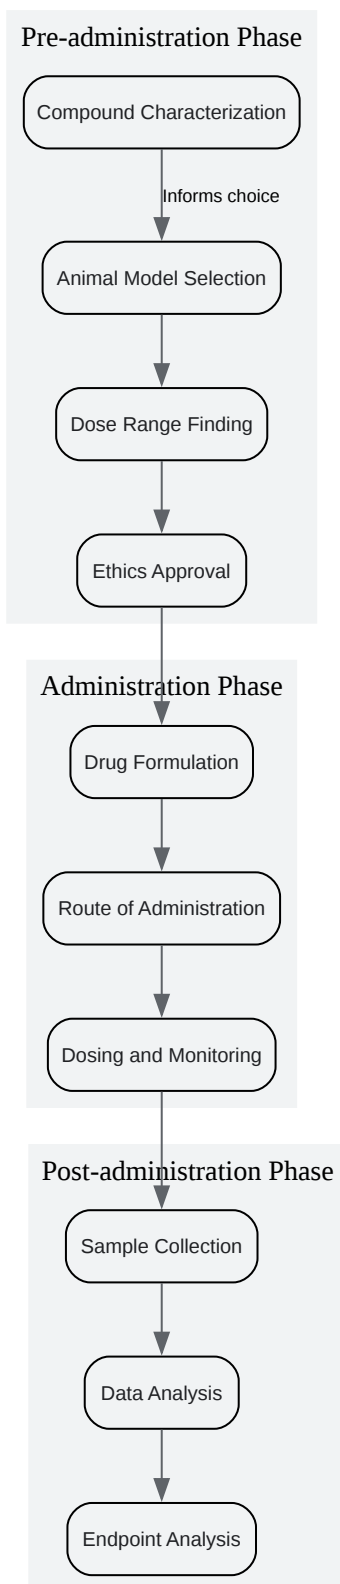 Pre-administration Phase
Compound Characterization
Informs choice
Animal Model Selection
Dose Range Finding
Ethics Approval
Administration Phase
Drug Formulation
Route of Administration
Dosing and Monitoring
Post-administration Phase
Sample Collection
Data Analysis
Endpoint Analysis